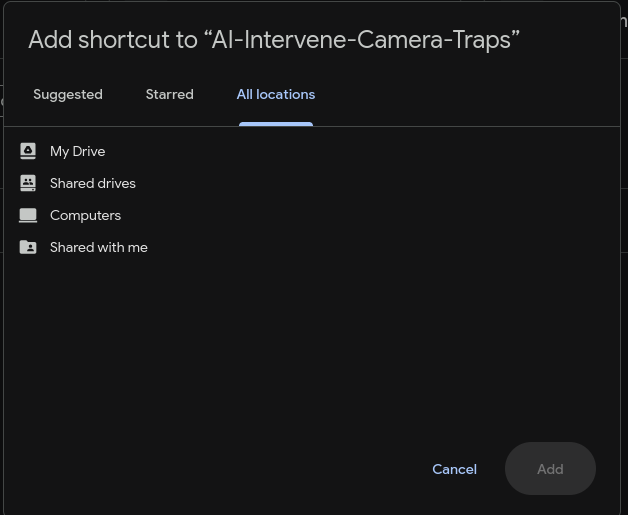 Add shortcut to “AI-Intervene-Camera-Traps”
Suggested Starred All locations
My Drive
Shared drives
Computers
Shared with me
Cancel Add